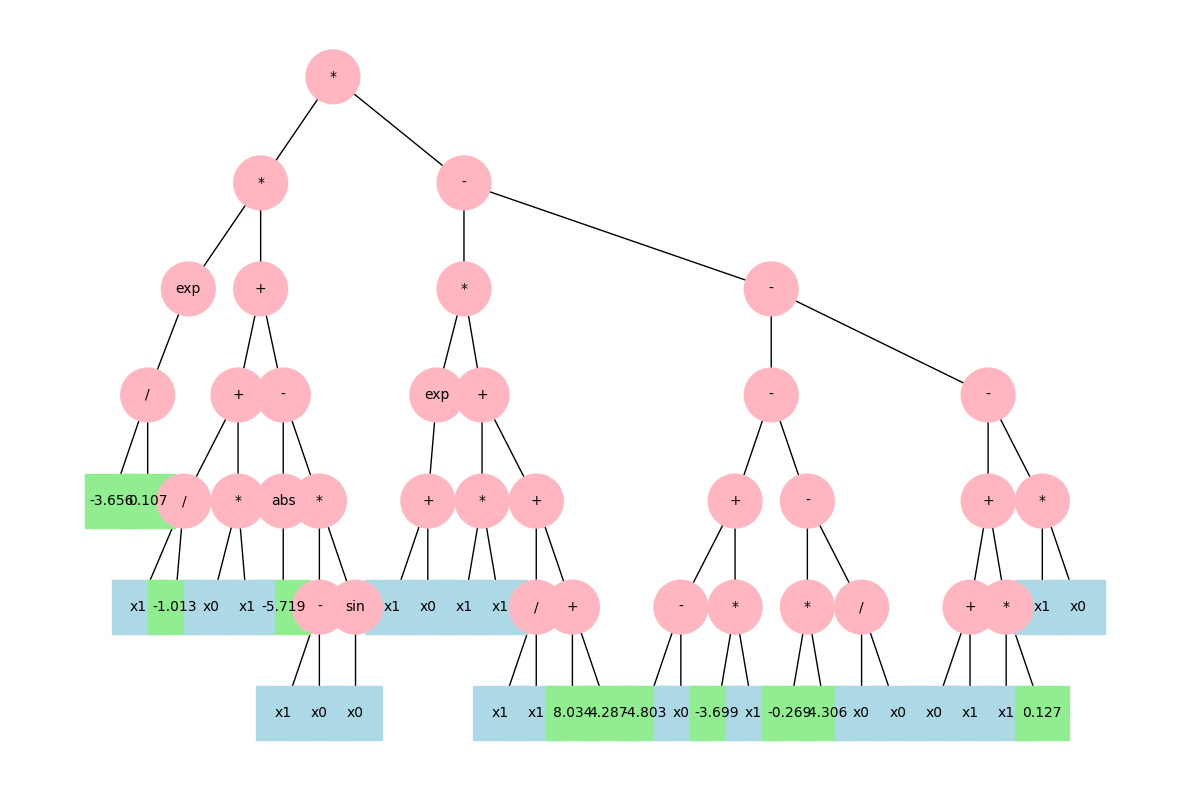 *
* -
exp + * -
/ + - exp + - -
-3.656 0.107 / * abs * + * + + - + *
x1 -1.013 x0 x1 -5.719 - sin x1 x0 x1 x1 / + - * * / + * x1 x0
x1 x0 x0 x1 x1 8.034 4.287 -4.803 x0 -3.699 x1 -0.269 4.306 x0 x0 x0 x1 x1 0.127